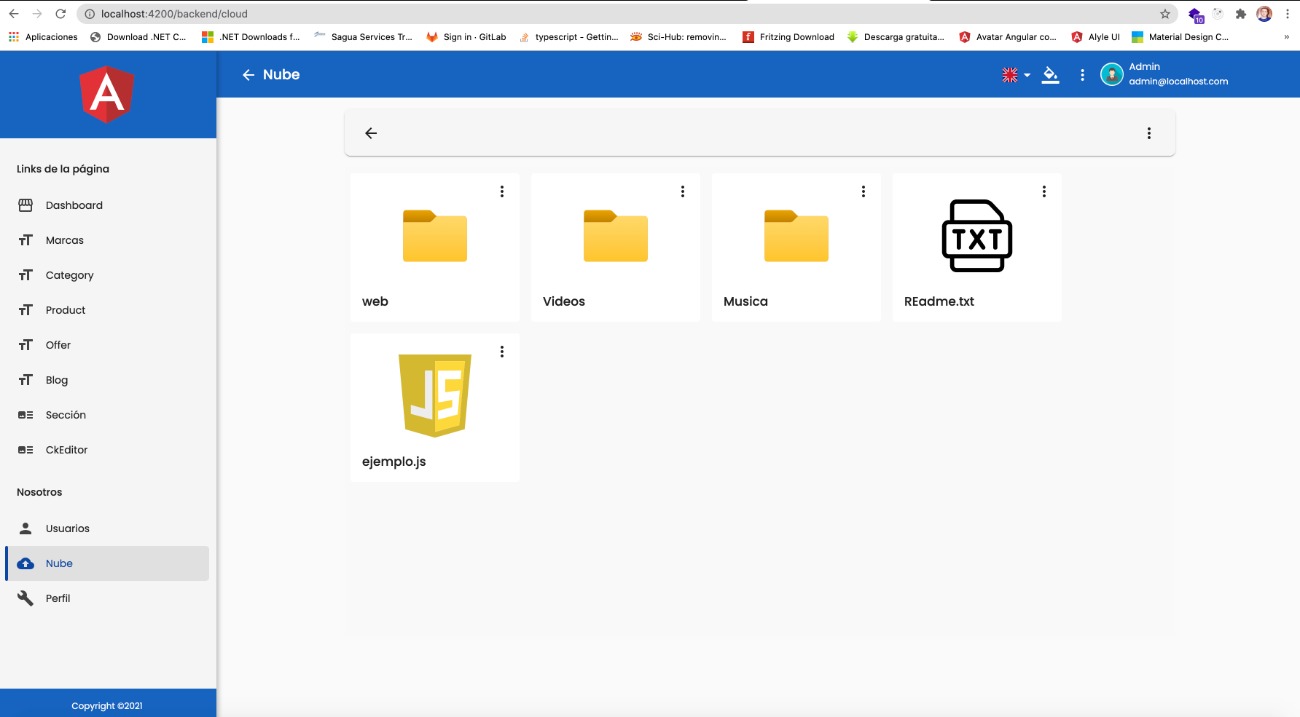 localhost:4200/backend/cloud
10
Aplicaciones
Download .NET C...
.NET Downloads f...
Sagua Services Tr...
Sign in · GitLab
typescript - Gettin...
Sci-Hub: removin...
Fritzing Download
Descarga gratuita...
Avatar Angular co...
Alyle UI
Material Design C...
»
A
Nube
Admin
admin@localhost.com
Links de la página
Dashboard
Marcas
Category
Product
Offer
Blog
Sección
CkEditor
Nosotros
Usuarios
Nube
Perfil
Copyright ©2021
web
Videos
Musica
TXT
REadme.txt
JS
ejemplo.js